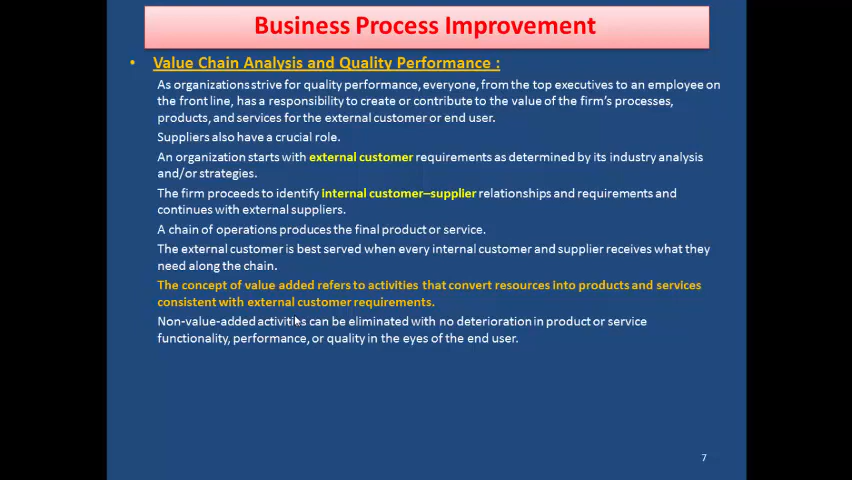 Business Process Improvement
• Value Chain Analysis and Quality Performance :
As organizations strive for quality performance, everyone, from the top executives to an employee on
the front line, has a responsibility to create or contribute to the value of the firm's processes,
products, and services for the external customer or end user.
Suppliers also have a crucial role.
An organization starts with external customer requirements as determined by its industry analysis
and/or strategies.
The firm proceeds to identify internal customer–supplier relationships and requirements and
continues with external suppliers.
A chain of operations produces the final product or service.
The external customer is best served when every internal customer and supplier receives what they
need along the chain.
The concept of value added refers to activities that convert resources into products and services
consistent with external customer requirements.
Non-value-added activities can be eliminated with no deterioration in product or service
functionality, performance, or quality in the eyes of the end user.
7